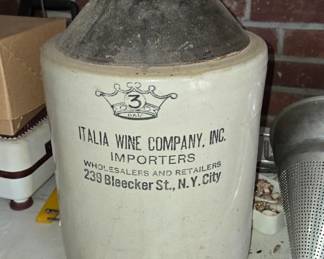 3
GAL
ITALIA WINE COMPANY, INC.
IMPORTERS
WHOLESALERS AND RETAILERS
239 Bleecker St., N.Y. City